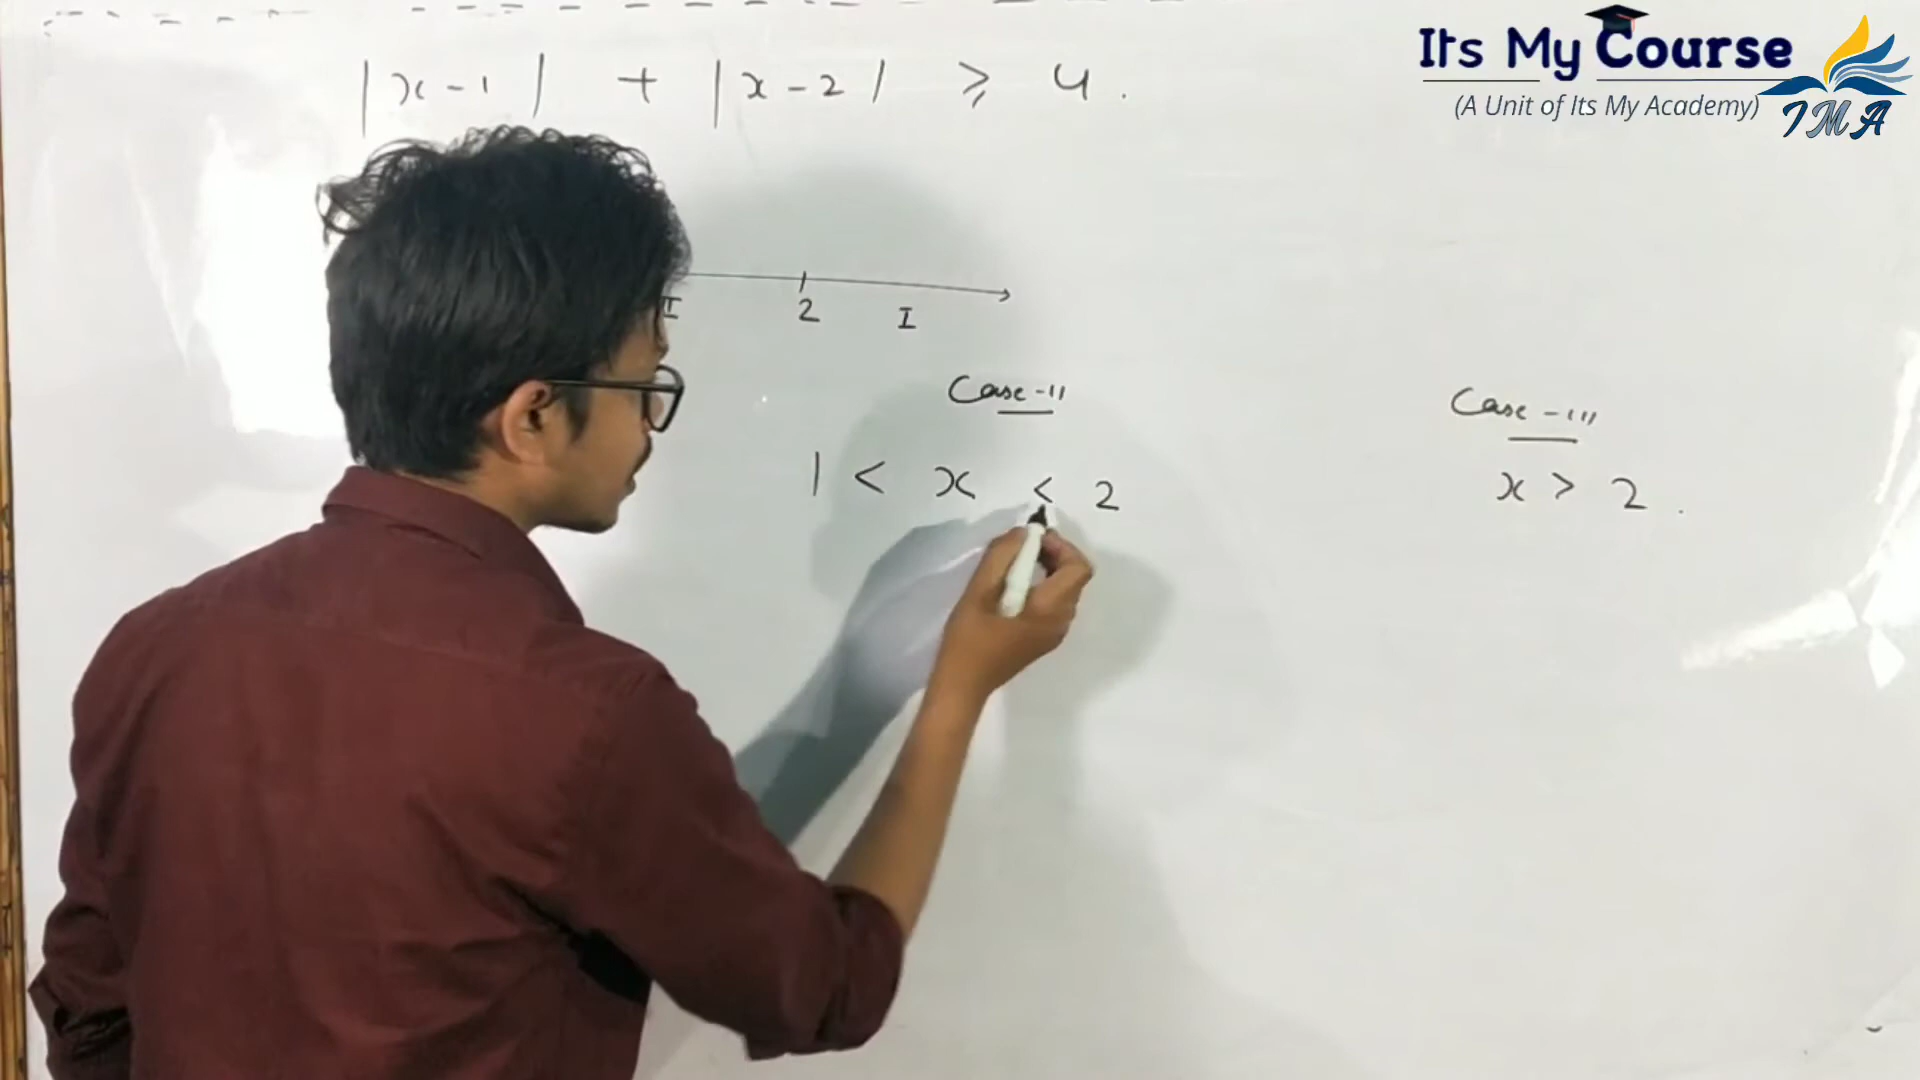 Its My Course
(A Unit of Its My Academy)
IMA
|x-1| + |x-2| ⩾ 4.
2 I
Case-II
1 < x < 2
Case-III
x > 2.